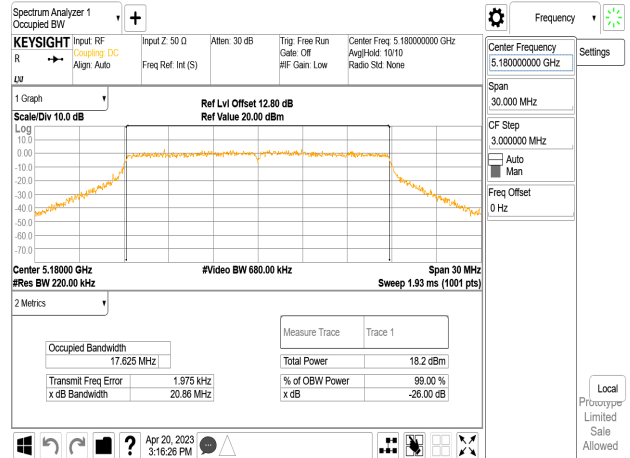 Spectrum Analyzer 1
Occupied BW
KEYSIGHT
R
LXI
Input: RF
Coupling: DC
Align: Auto
Input Z: 50 Ω
Freq Ref: Int (S)
Atten: 30 dB
Trig: Free Run
Gate: Off
#IF Gain: Low
Center Freq: 5.180000000 GHz
Avg|Hold: 10/10
Radio Std: None
1 Graph
Scale/Div 10.0 dB
Ref Lvl Offset 12.80 dB
Ref Value 20.00 dBm
Log
10.0
0.00
-10.0
-20.0
-30.0
-40.0
-50.0
-60.0
-70.0
Center 5.18000 GHz
#Video BW 680.00 kHz
Span 30 MHz
#Res BW 220.00 kHz
Sweep 1.93 ms (1001 pts)
2 Metrics
Measure Trace
Trace 1
Occupied Bandwidth
17.625 MHz
Total Power
18.2 dBm
Transmit Freq Error
1.975 kHz
% of OBW Power
99.00 %
x dB Bandwidth
20.86 MHz
x dB
-26.00 dB
?
Apr 20, 2023
3:16:26 PM
Frequency
Settings
Center Frequency
5.180000000 GHz
Span
30.000 MHz
CF Step
3.000000 MHz
Auto
Man
Freq Offset
0 Hz
Local
Prototype
Limited
Sale
Allowed